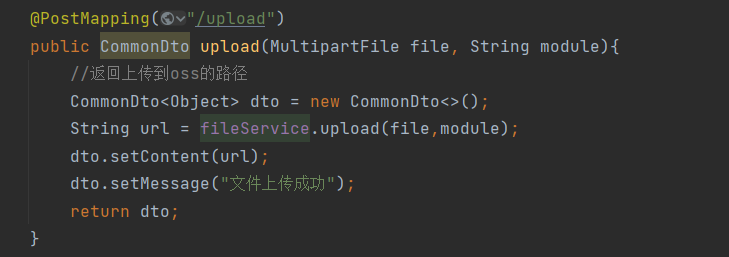 @PostMapping("/upload")
public CommonDto upload(MultipartFile file, String module){
//返回上传到oss的路径
CommonDto<Object> dto = new CommonDto<>();
String url = fileService.upload(file,module);
dto.setContent(url);
dto.setMessage("文件上传成功");
return dto;
}